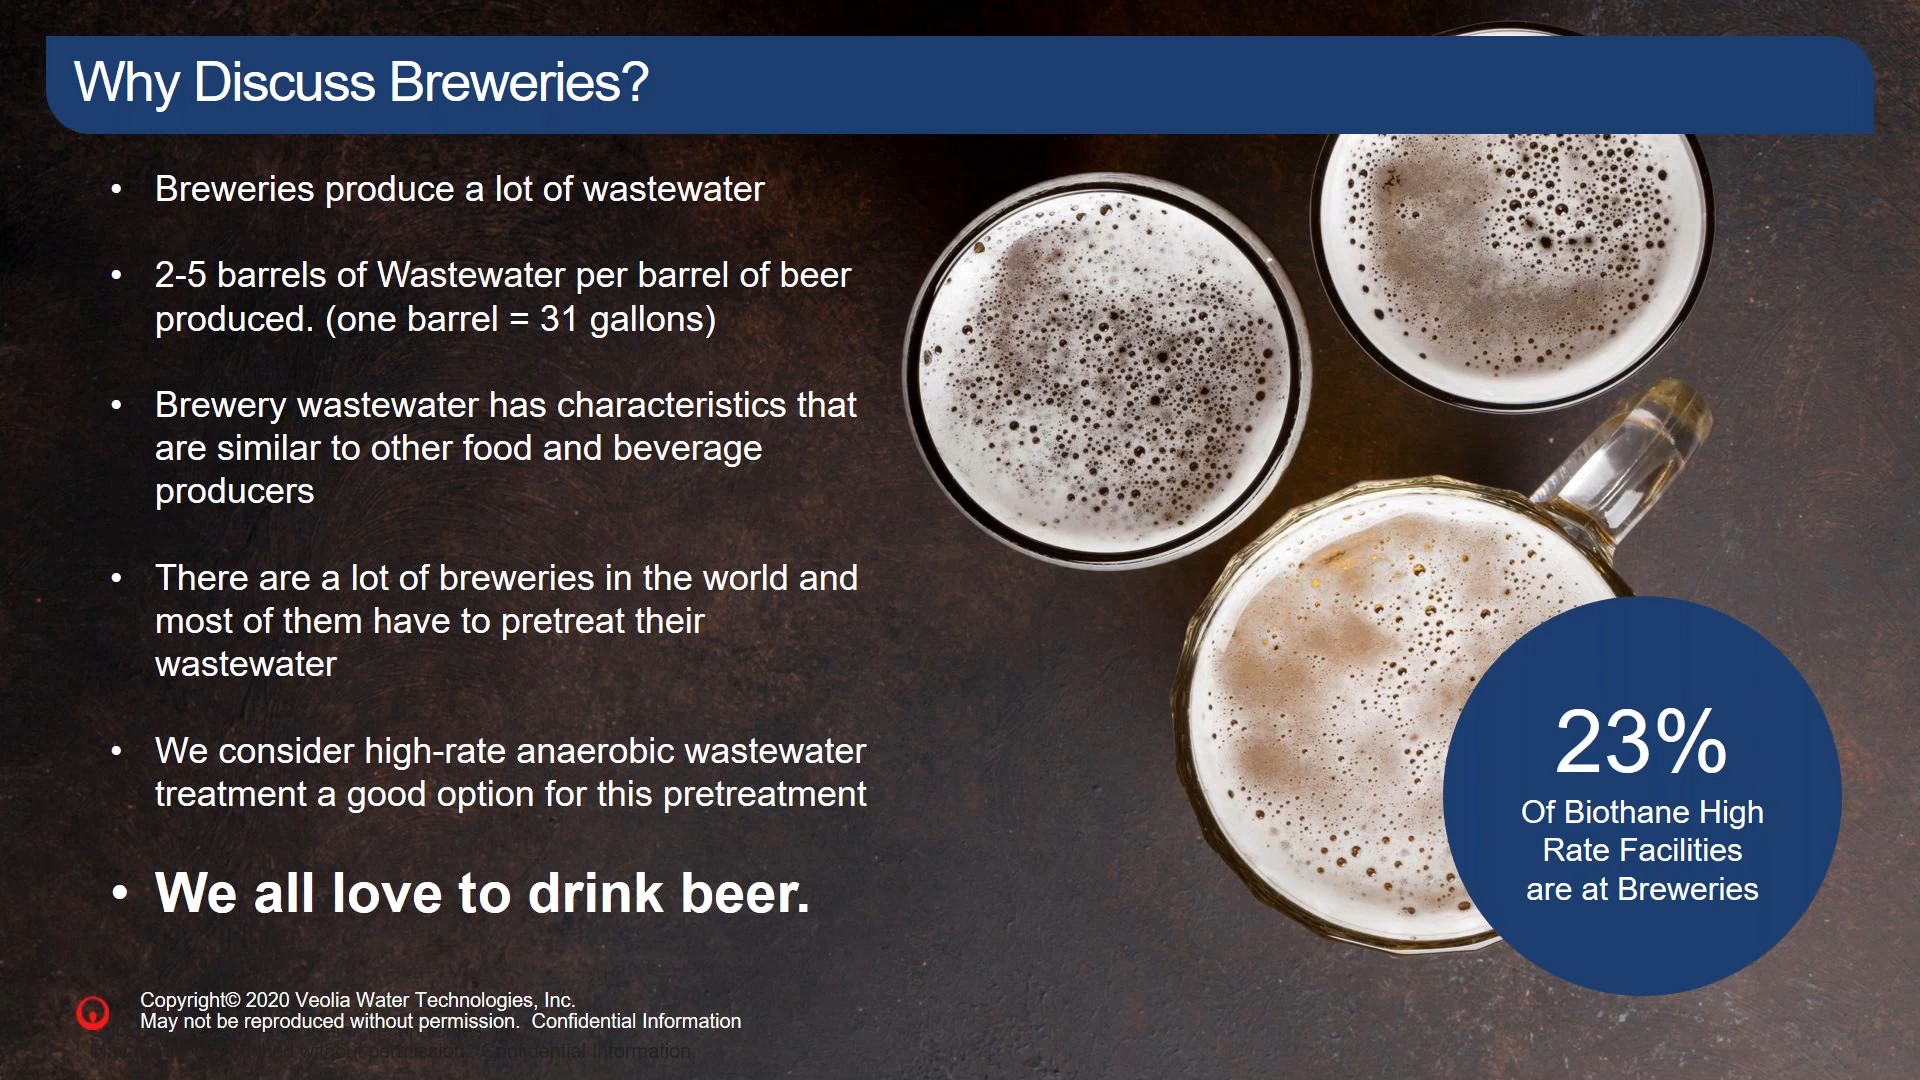 Why Discuss Breweries?
• Breweries produce a lot of wastewater
• 2-5 barrels of Wastewater per barrel of beer
produced. (one barrel = 31 gallons)
• Brewery wastewater has characteristics that
are similar to other food and beverage
producers
• There are a lot of breweries in the world and
most of them have to pretreat their
wastewater
• We consider high-rate anaerobic wastewater
treatment a good option for this pretreatment
• We all love to drink beer.
23%
Of Biothane High
Rate Facilities
are at Breweries
Copyright© 2020 Veolia Water Technologies, Inc.
May not be reproduced without permission.  Confidential Information
without permission. Confidential Information.